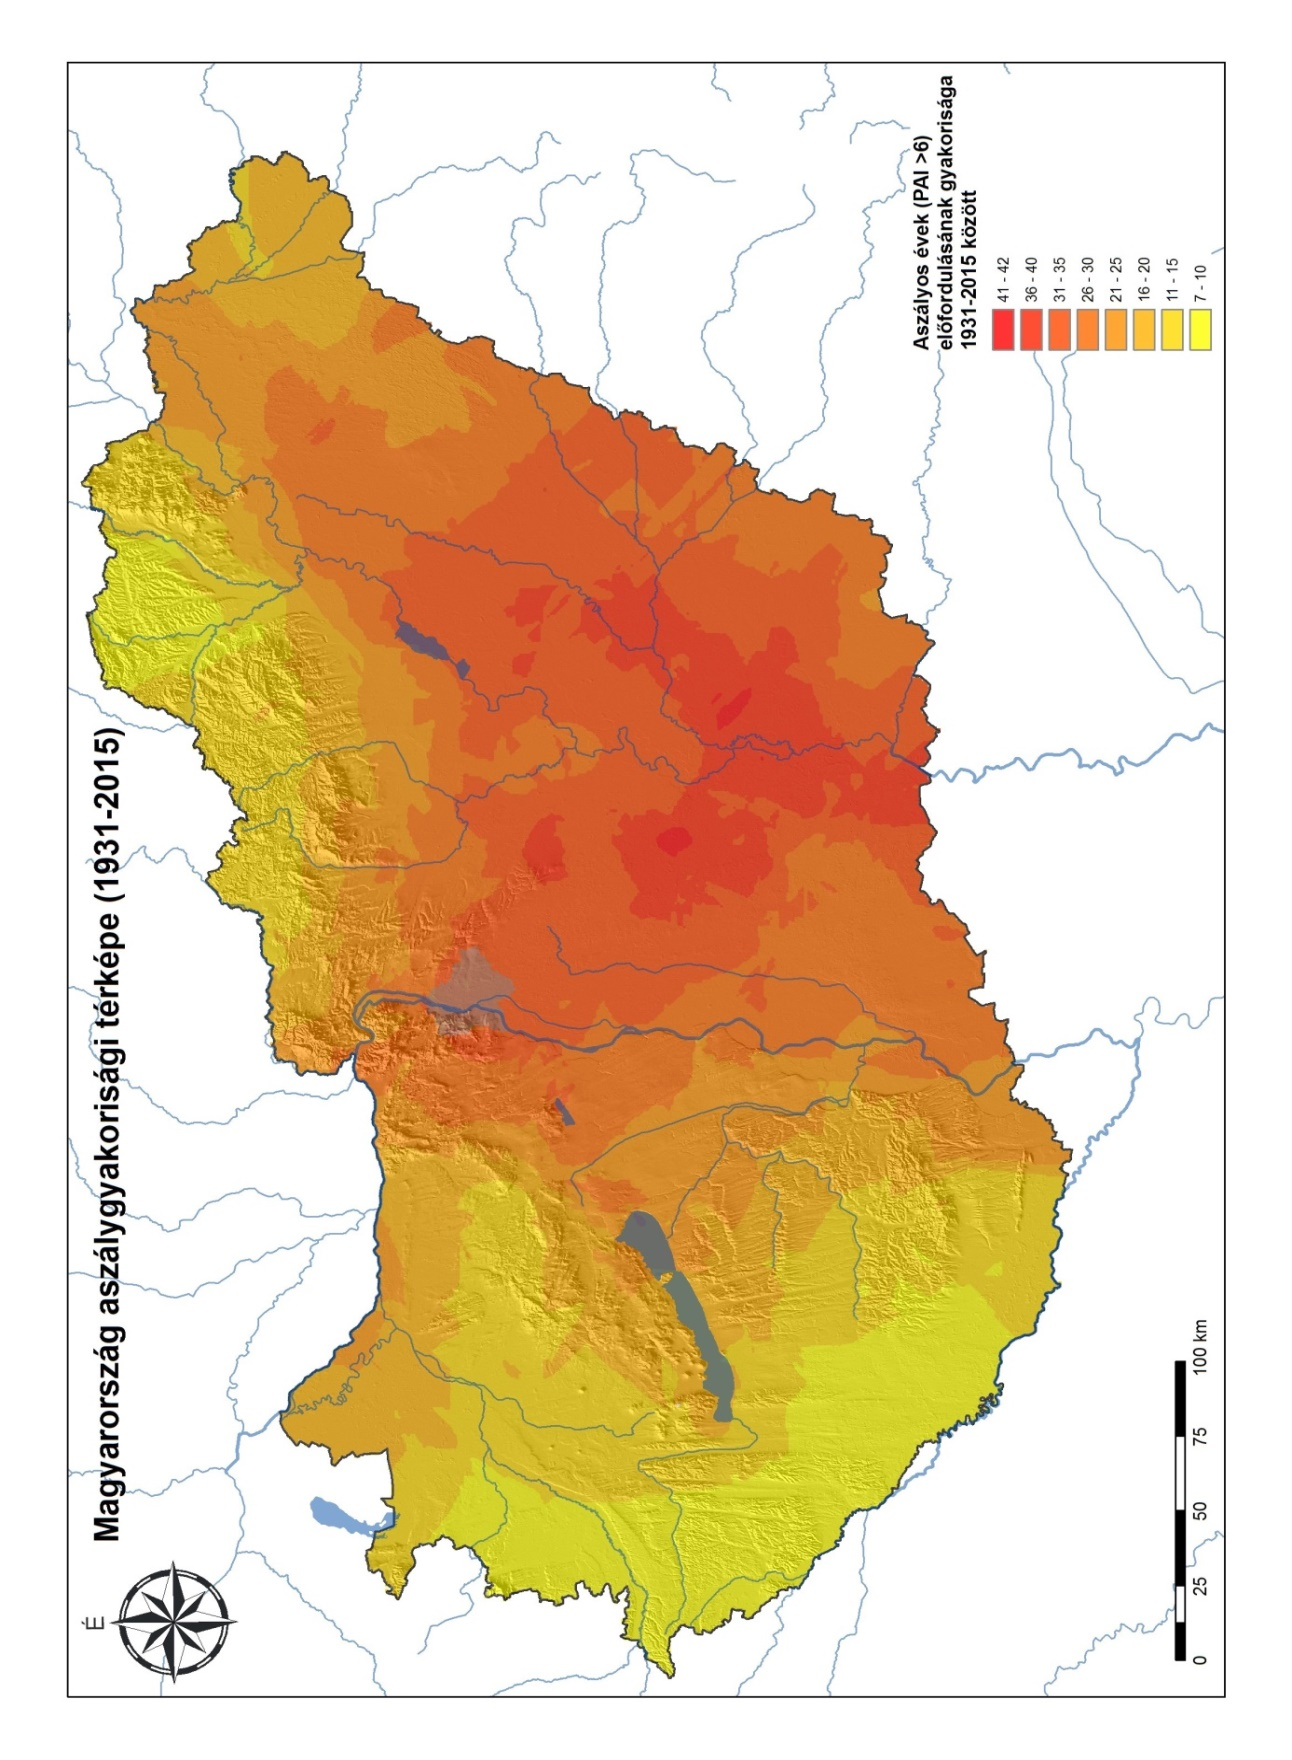 Magyarország aszálygyakorisági térképe (1931-2015)
É
Aszályos évek (PAI >6)
előfordulásának gyakorisága
1931-2015 között
41 - 42
36 - 40
31 - 35
26 - 30
21 - 25
16 - 20
11 - 15
7 - 10
0 25 50 75 100 km